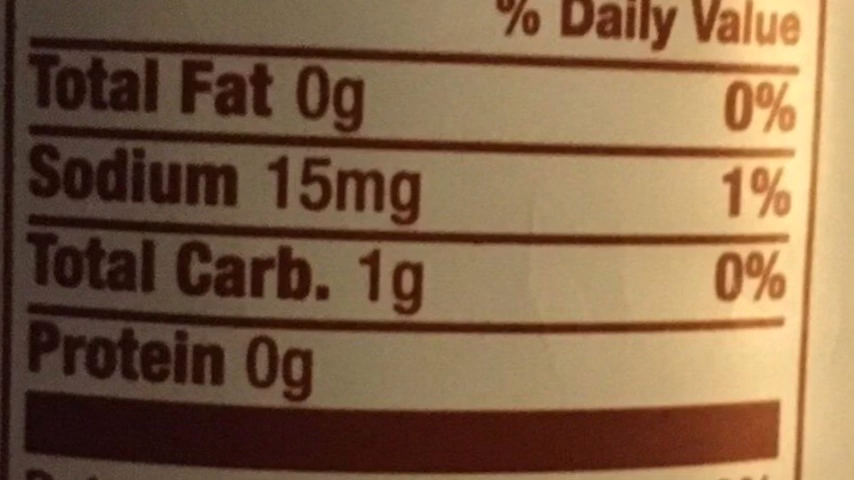 % Daily Value
Total Fat 0g 0%
Sodium 15mg 1%
Total Carb. 1g 0%
Protein 0g